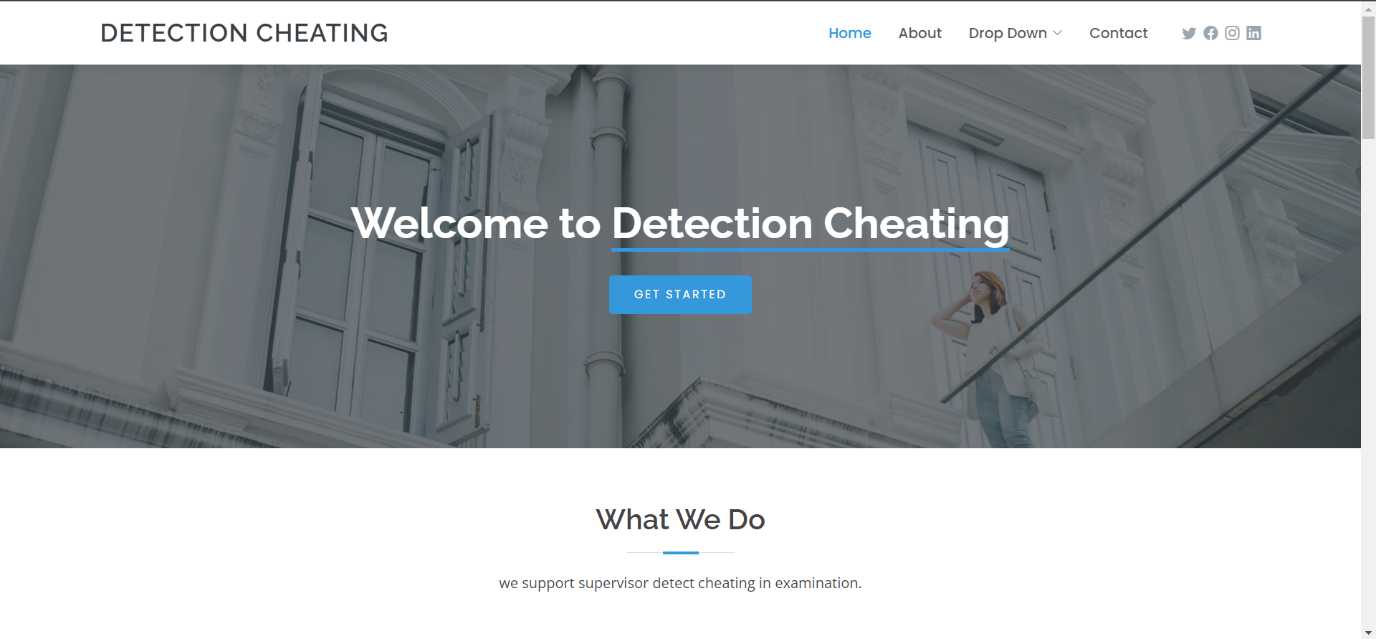 DETECTION CHEATING
Home About Drop Down Contact
Welcome to Detection Cheating
GET STARTED
What We Do
we support supervisor detect cheating in examination.